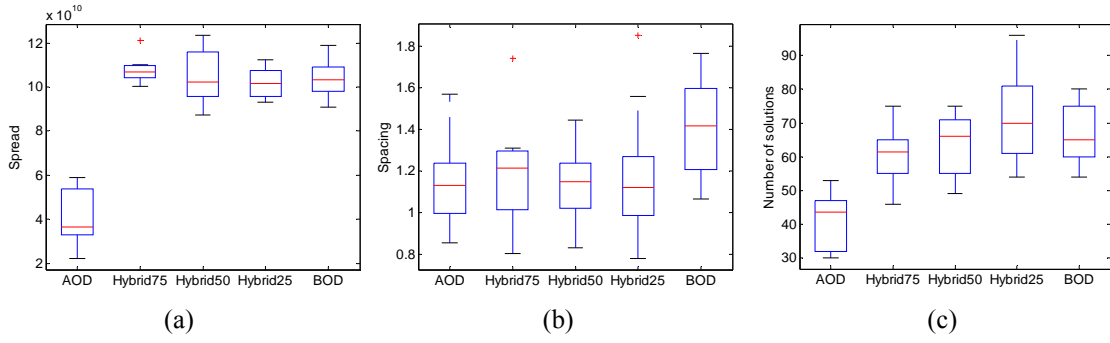 x 10^10
12
10
8
6
4
2
Spread
AOD Hybrid75 Hybrid50 Hybrid25 BOD
(a)
1.8
1.6
1.4
1.2
1
0.8
Spacing
AOD Hybrid75 Hybrid50 Hybrid25 BOD
(b)
90
80
70
60
50
40
30
Number of solutions
AOD Hybrid75 Hybrid50 Hybrid25 BOD
(c)